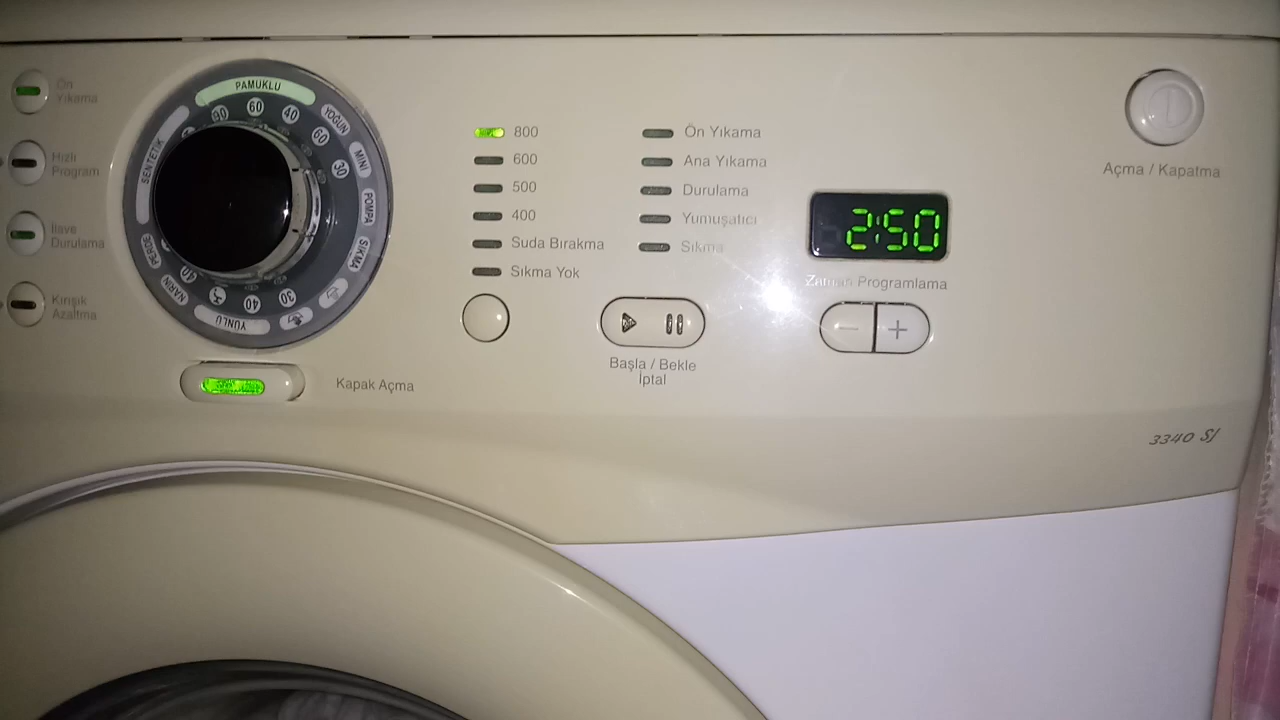 Ön
Yıkama
Hızlı
Program
İlave
Durulama
Kırışık
Azaltma
PAMUKLU
YOĞUN
MİNİ
POMPA
SIKMA
YÜNLÜ
NARİN
PERDE
SENTETİK
90
60
40
60
30
30
40
Kapak Açma
800
600
500
400
Suda Bırakma
Sıkma Yok
Ön Yıkama
Ana Yıkama
Durulama
Yumuşatıcı
Sıkma
Başla / Bekle
İptal
2:50
Zaman Programlama
− +
Açma / Kapatma
3340 SJ